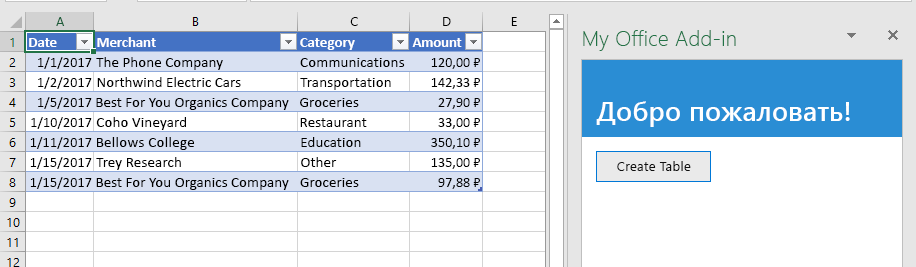 A B C D E
1 Date Merchant Category Amount
2 1/1/2017 The Phone Company Communications 120,00 ₽
3 1/2/2017 Northwind Electric Cars Transportation 142,33 ₽
4 1/5/2017 Best For You Organics Company Groceries 27,90 ₽
5 1/10/2017 Coho Vineyard Restaurant 33,00 ₽
6 1/11/2017 Bellows College Education 350,10 ₽
7 1/15/2017 Trey Research Other 135,00 ₽
8 1/15/2017 Best For You Organics Company Groceries 97,88 ₽
9
10
11
12
My Office Add-in
Добро пожаловать!
Create Table